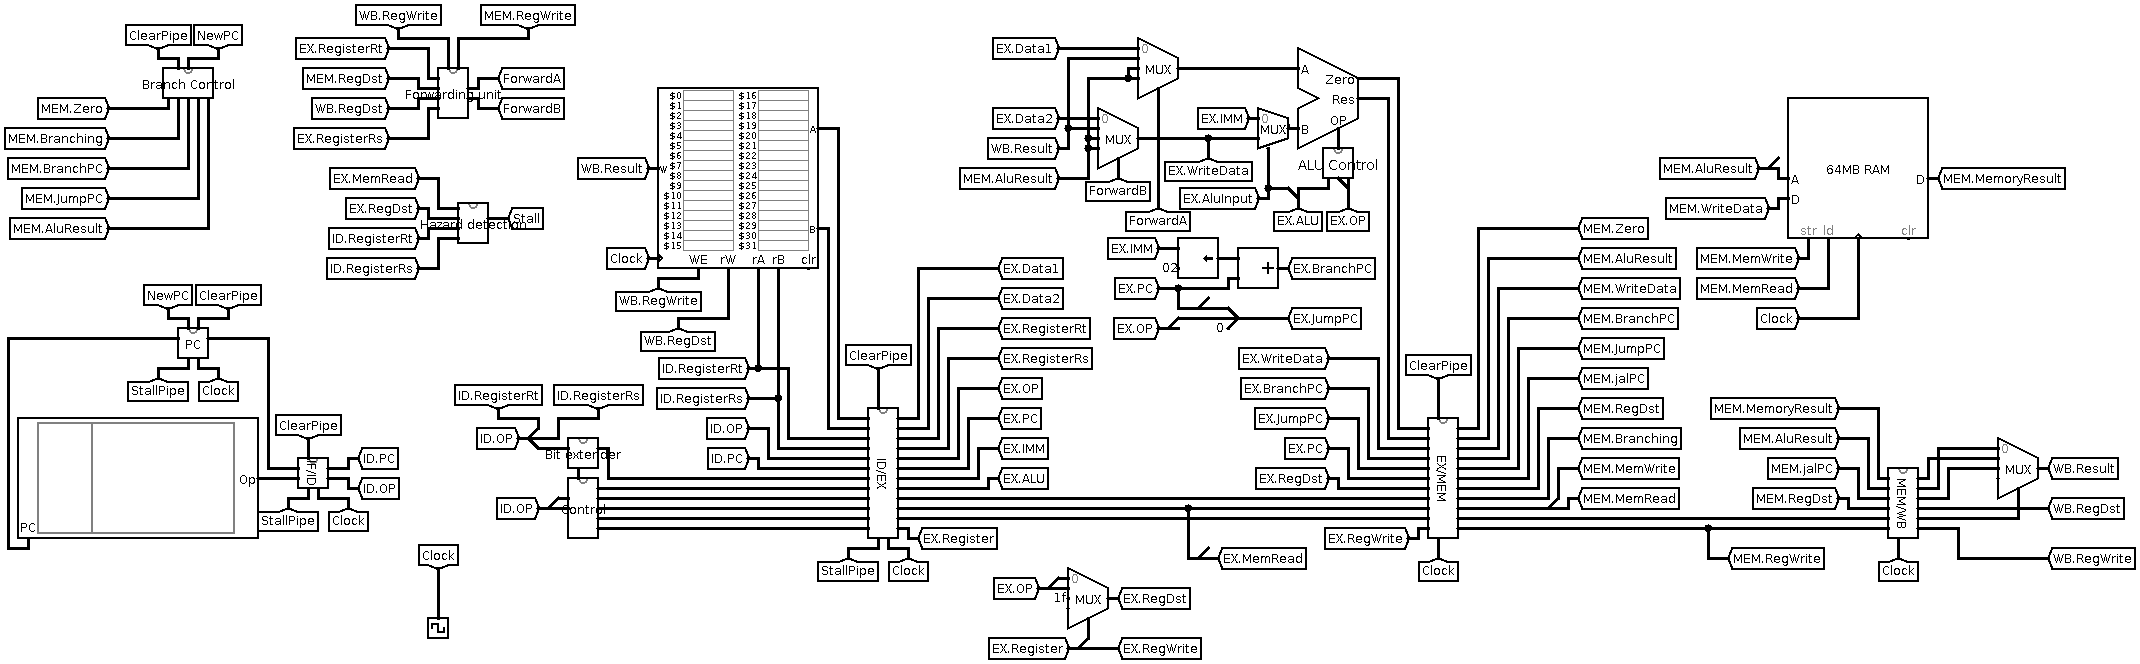 WB.RegWrite
MEM.RegWrite
ClearPipe
NewPC
Branch Control
MEM.Zero
MEM.Branching
MEM.BranchPC
MEM.JumpPC
MEM.AluResult
EX.RegisterRt
MEM.RegDst
WB.RegDst
EX.RegisterRs
Forwarding unit
ForwardA
ForwardB
EX.MemRead
EX.RegDst
ID.RegisterRt
ID.RegisterRs
Hazard detection
Stall
NewPC
ClearPipe
PC
StallPipe
Clock
Op
PC
ClearPipe
IF/ID
ID.PC
ID.OP
StallPipe
Clock
Clock
$0 $16
$1 $17
$2 $18
$3 $19
$4 $20
$5 $21
$6 $22
$7 $23
$8 $24
$9 $25
$10 $26
$11 $27
$12 $28
$13 $29
$14 $30
$15 $31
A
B
W
WE rW rA rB clr
WB.Result
Clock
WB.RegWrite
WB.RegDst
ID.RegisterRt
ID.RegisterRs
ID.OP
ID.PC
ID.RegisterRt
ID.RegisterRs
ID.OP
Bit extender
ID.OP
Control
ClearPipe
ID/EX
StallPipe
Clock
EX.Data1
EX.Data2
EX.RegisterRt
EX.RegisterRs
EX.OP
EX.PC
EX.IMM
EX.ALU
EX.Register
EX.MemRead
EX.Data1
0
MUX
EX.Data2
0
MUX
WB.Result
MEM.AluResult
ForwardB
ForwardA
EX.IMM
0
MUX
EX.WriteData
EX.AluInput
A
B
Zero
Res
OP
ALU Control
EX.ALU
EX.OP
EX.IMM
02
+
EX.BranchPC
EX.PC
EX.OP
0
EX.JumpPC
EX.WriteData
EX.BranchPC
EX.JumpPC
EX.PC
EX.RegDst
EX.RegWrite
ClearPipe
EX/MEM
Clock
EX.OP
0
1f
MUX
EX.RegDst
EX.Register
EX.RegWrite
MEM.Zero
MEM.AluResult
MEM.WriteData
MEM.BranchPC
MEM.JumpPC
MEM.jalPC
MEM.RegDst
MEM.Branching
MEM.MemWrite
MEM.MemRead
MEM.RegWrite
MEM.AluResult
MEM.WriteData
A
D
64MB RAM
D
MEM.MemoryResult
str ld clr
MEM.MemWrite
MEM.MemRead
Clock
MEM.MemoryResult
MEM.AluResult
MEM.jalPC
MEM.RegDst
MEM/WB
Clock
0
MUX
WB.Result
WB.RegDst
WB.RegWrite